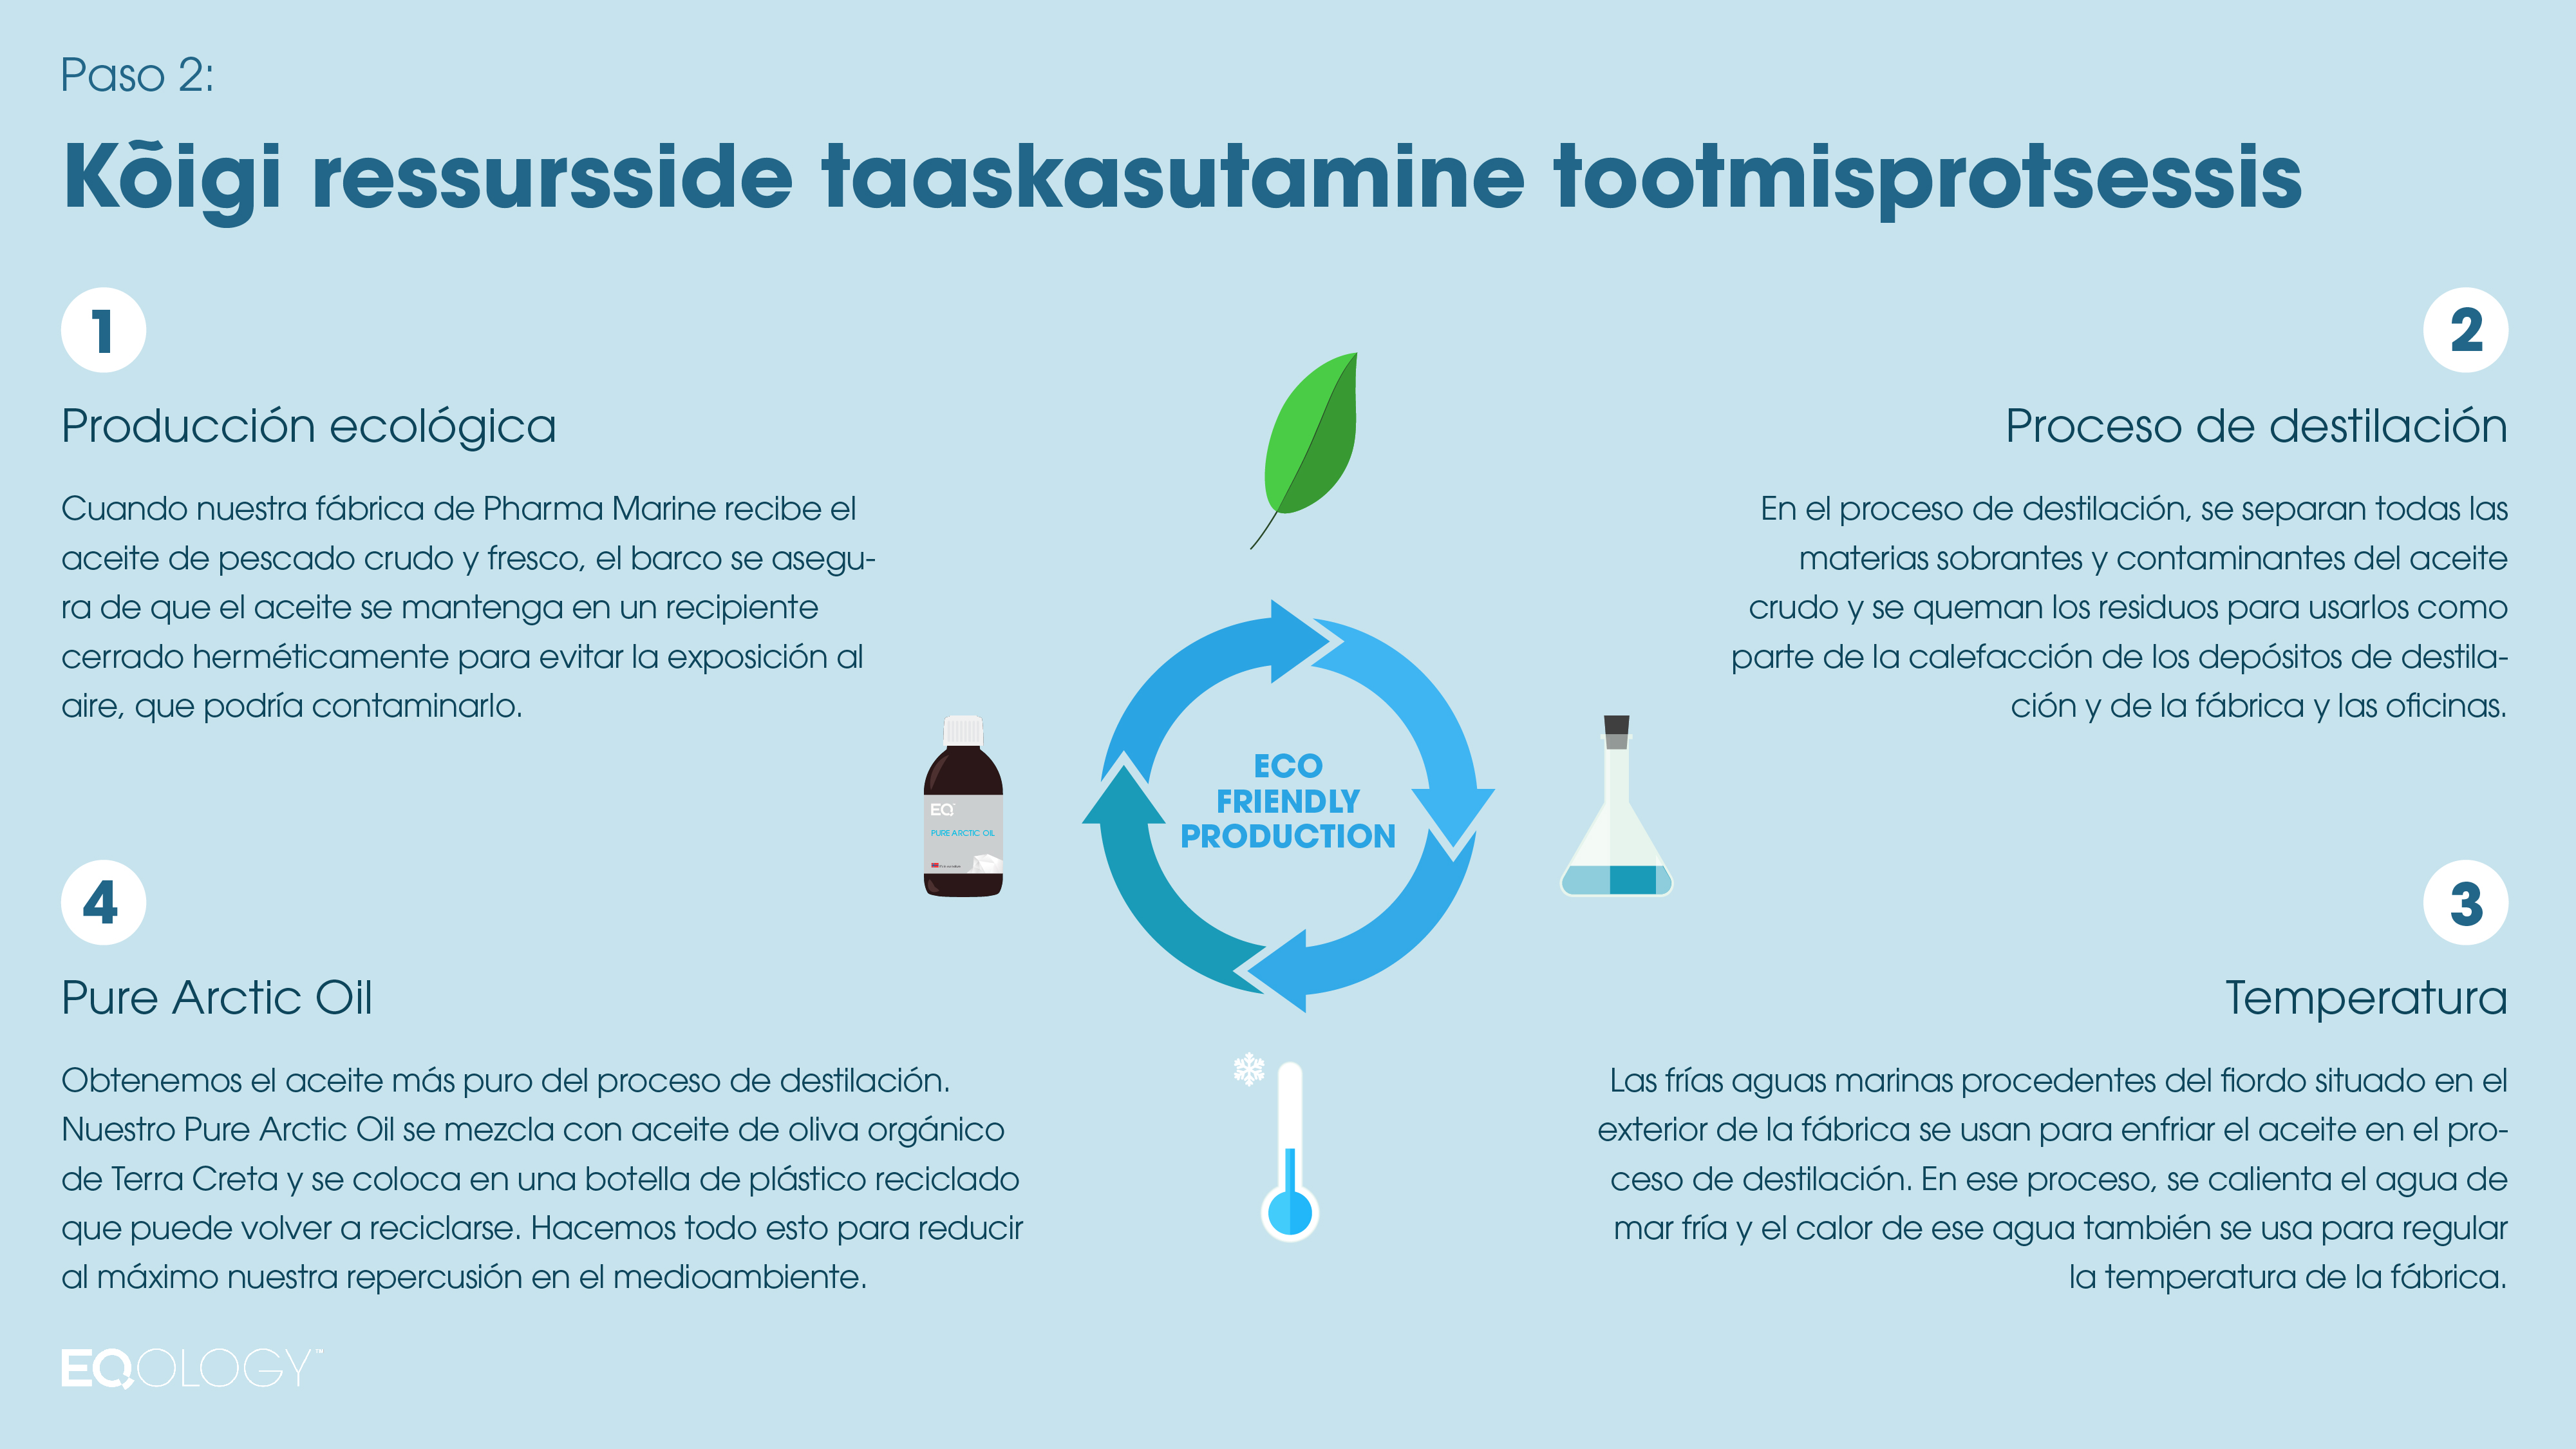 Paso 2:
Kõigi ressursside taaskasutamine tootmisprotsessis
1
Producción ecológica
Cuando nuestra fábrica de Pharma Marine recibe el
aceite de pescado crudo y fresco, el barco se asegu-
ra de que el aceite se mantenga en un recipiente
cerrado herméticamente para evitar la exposición al
aire, que podría contaminarlo.
2
Proceso de destilación
En el proceso de destilación, se separan todas las
materias sobrantes y contaminantes del aceite
crudo y se queman los residuos para usarlos como
parte de la calefacción de los depósitos de destila-
ción y de la fábrica y las oficinas.
ECO
FRIENDLY
PRODUCTION
EQ
PURE ARCTIC OIL
3
Temperatura
Las frías aguas marinas procedentes del fiordo situado en el
exterior de la fábrica se usan para enfriar el aceite en el pro-
ceso de destilación. En ese proceso, se calienta el agua de
mar fría y el calor de ese agua también se usa para regular
la temperatura de la fábrica.
4
Pure Arctic Oil
Obtenemos el aceite más puro del proceso de destilación.
Nuestro Pure Arctic Oil se mezcla con aceite de oliva orgánico
de Terra Creta y se coloca en una botella de plástico reciclado
que puede volver a reciclarse. Hacemos todo esto para reducir
al máximo nuestra repercusión en el medioambiente.
EQOLOGY™